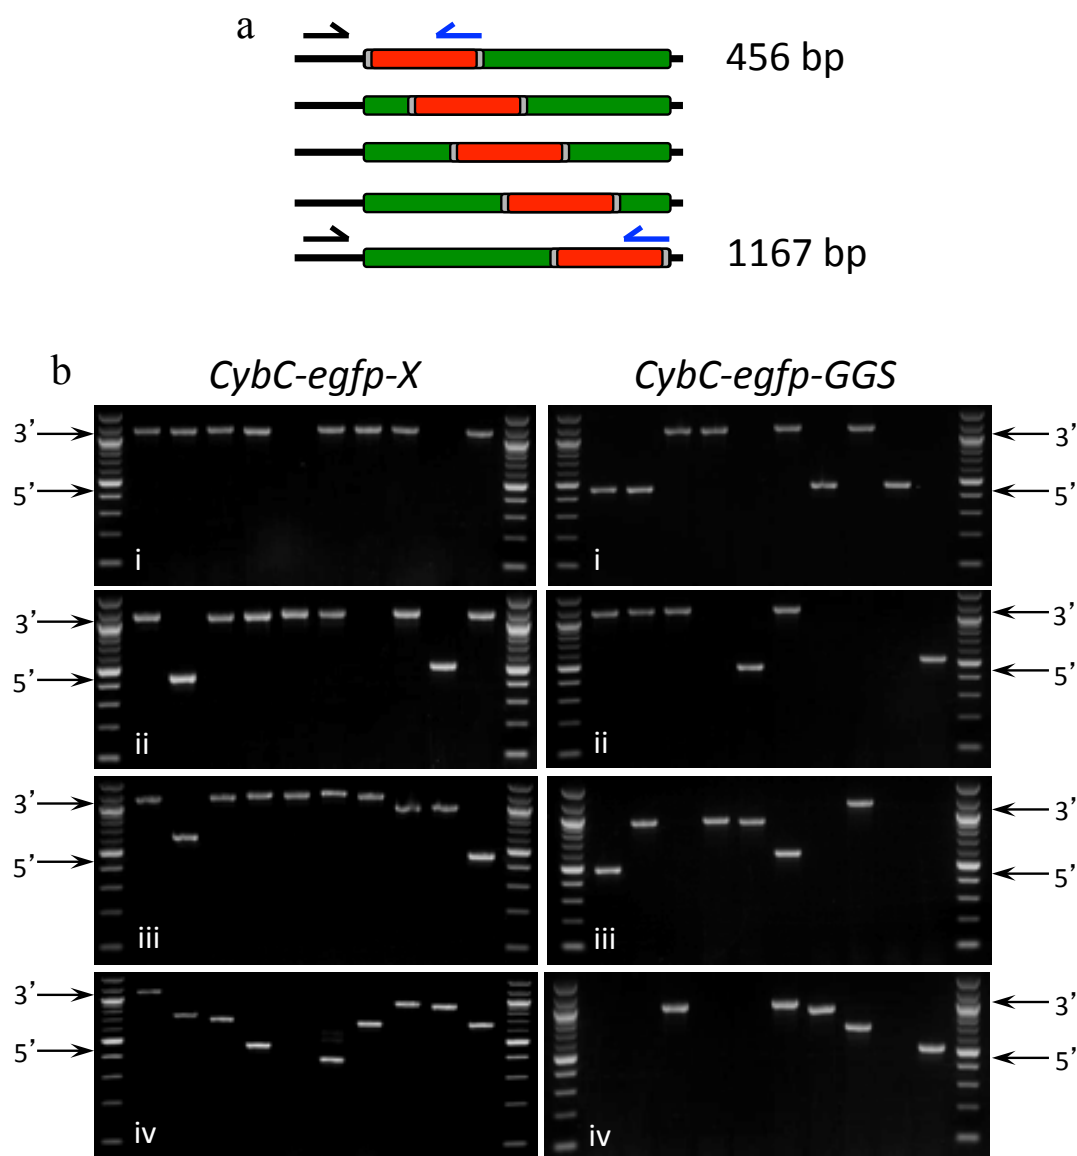 a
456 bp
1167 bp
b
CybC-egfp-X
CybC-egfp-GGS
3’
5’
i
i
3’
5’
3’
5’
ii
ii
3’
5’
3’
5’
iii
iii
3’
5’
3’
5’
iv
iv
3’
5’